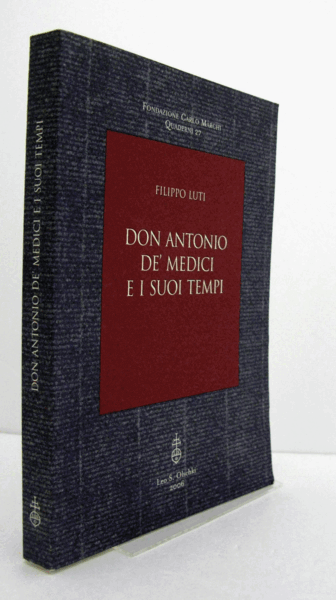 DON ANTONIO DE' MEDICI E I SUOI TEMPI
FONDAZIONE CARLO MARCHI
QUADERNI 27
FILIPPO LUTI
DON ANTONIO
DE' MEDICI
E I SUOI TEMPI
Leo S. Olschki
2006